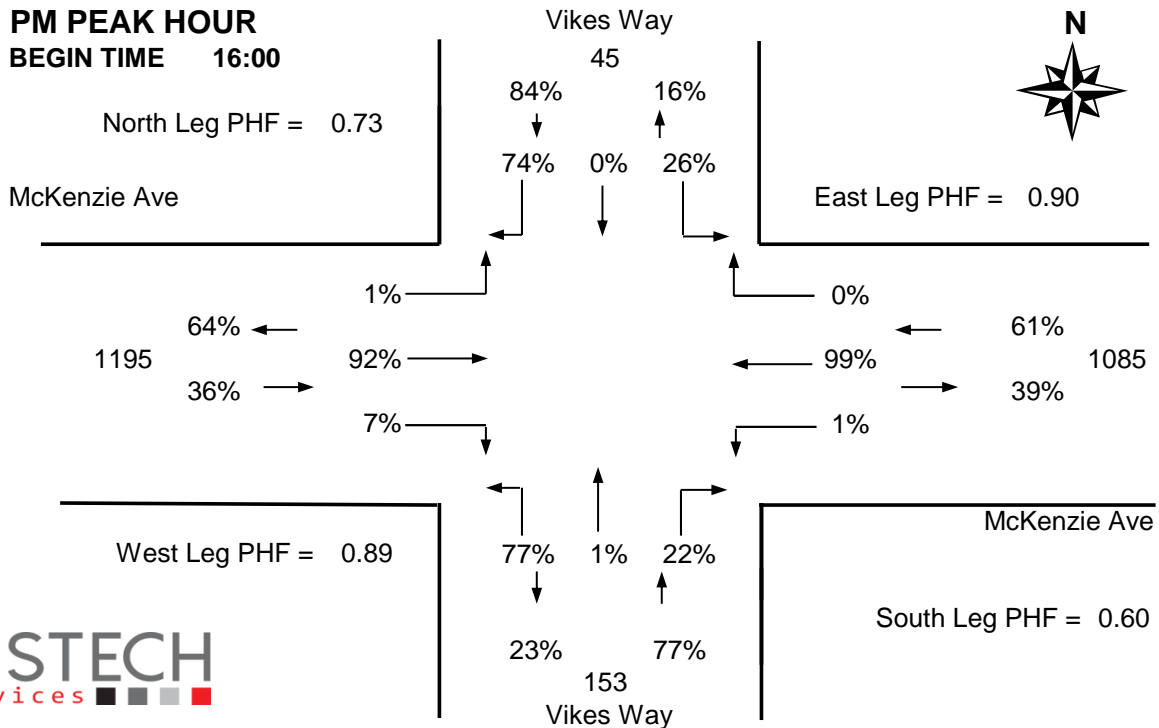 PM PEAK HOUR
BEGIN TIME 16:00
Vikes Way
45
N
84% 16%
North Leg PHF = 0.73
74% 0% 26%
McKenzie Ave
East Leg PHF = 0.90
1% 0%
64% 61%
1195 92% 99% 1085
36% 39%
7% 1%
McKenzie Ave
West Leg PHF = 0.89
77% 1% 22%
South Leg PHF = 0.60
23% 77%
153
Vikes Way
STECH
vices